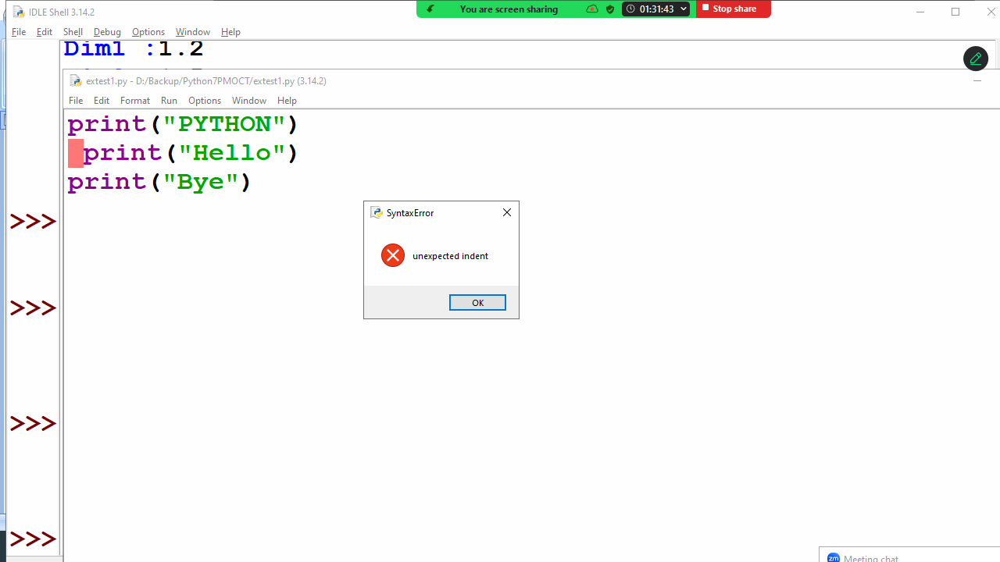 IDLE Shell 3.14.2
You are screen sharing
01:31:43
Stop share
File Edit Shell Debug Options Window Help
Dim1 :1.2
extest1.py - D:/Backup/Python7PMOCT/extest1.py (3.14.2)
File Edit Format Run Options Window Help
print("PYTHON")
 print("Hello")
print("Bye")
SyntaxError
>>>
unexpected indent
OK
>>>
>>>
>>>
zm Meeting chat